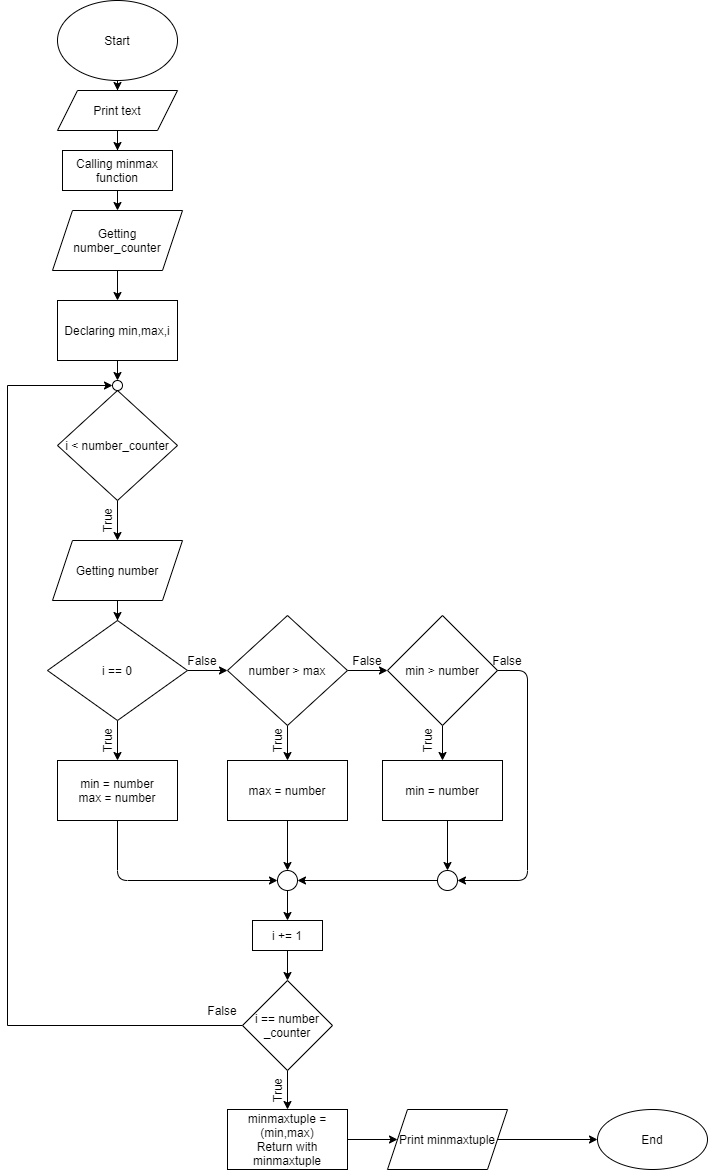 Start
Print text
Calling minmax
function
Getting
number_counter
Declaring min,max,i
i < number_counter
True
Getting number
i == 0
False
number > max
False
min > number
False
True
True
True
min = number
max = number
max = number
min = number
i += 1
False
i == number
_counter
True
minmaxtuple =
(min,max)
Return with
minmaxtuple
Print minmaxtuple
End